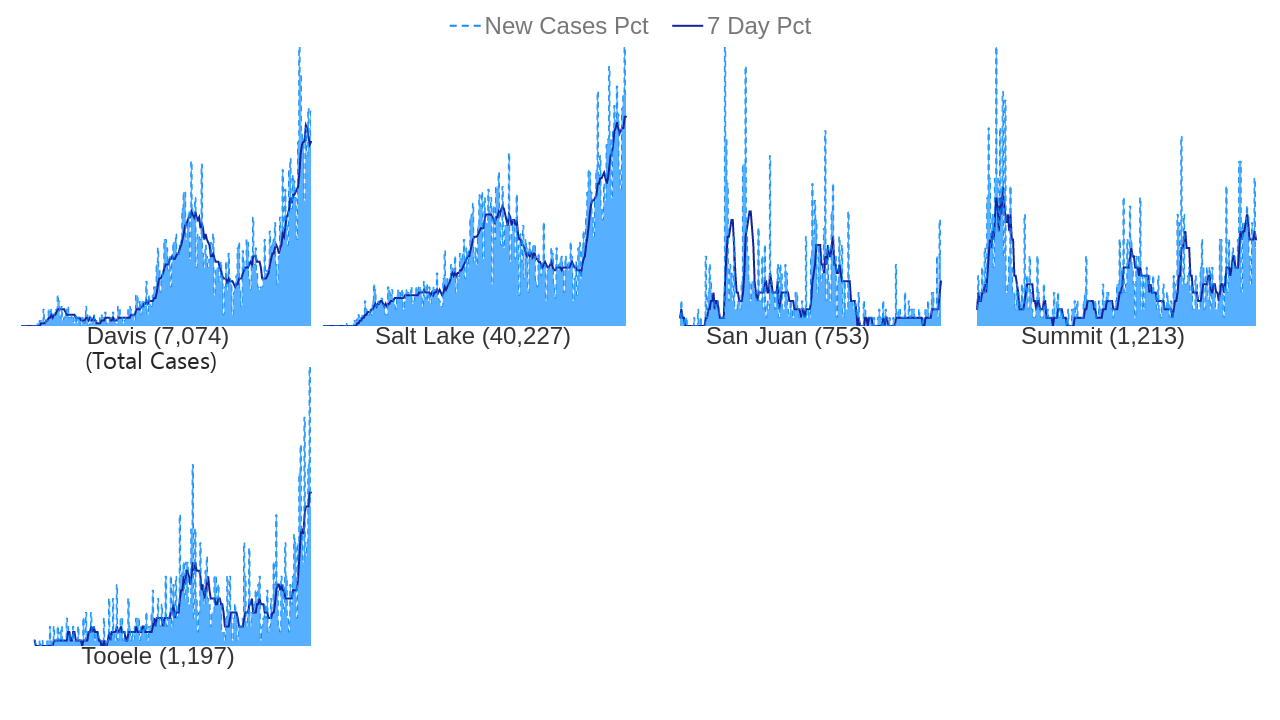 New Cases Pct 7 Day Pct
Davis (7,074)
(Total Cases)
Salt Lake (40,227)
San Juan (753)
Summit (1,213)
Tooele (1,197)